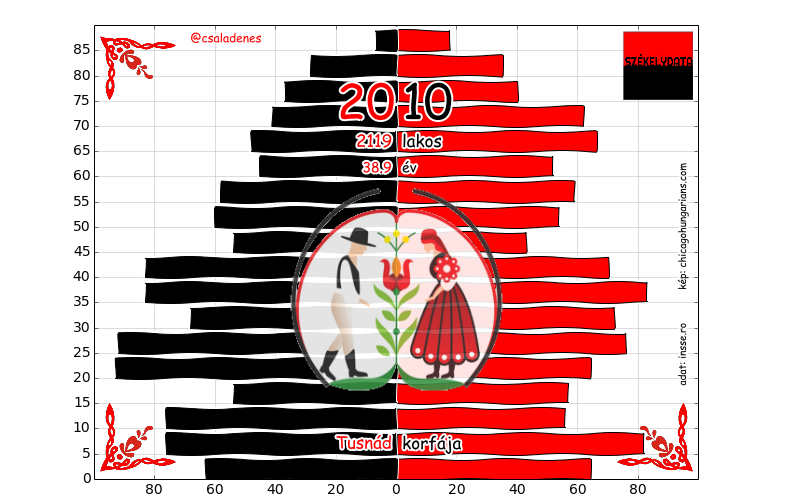 @csaladenes
SZÉKELYDATA
2010
2119 lakos
38.9 év
kép: chicagohungarians.com
adat: insse.ro
Tusnád korfája
85
80
75
70
65
60
55
50
45
40
35
30
25
20
15
10
5
0
80 60 40 20 0 20 40 60 80